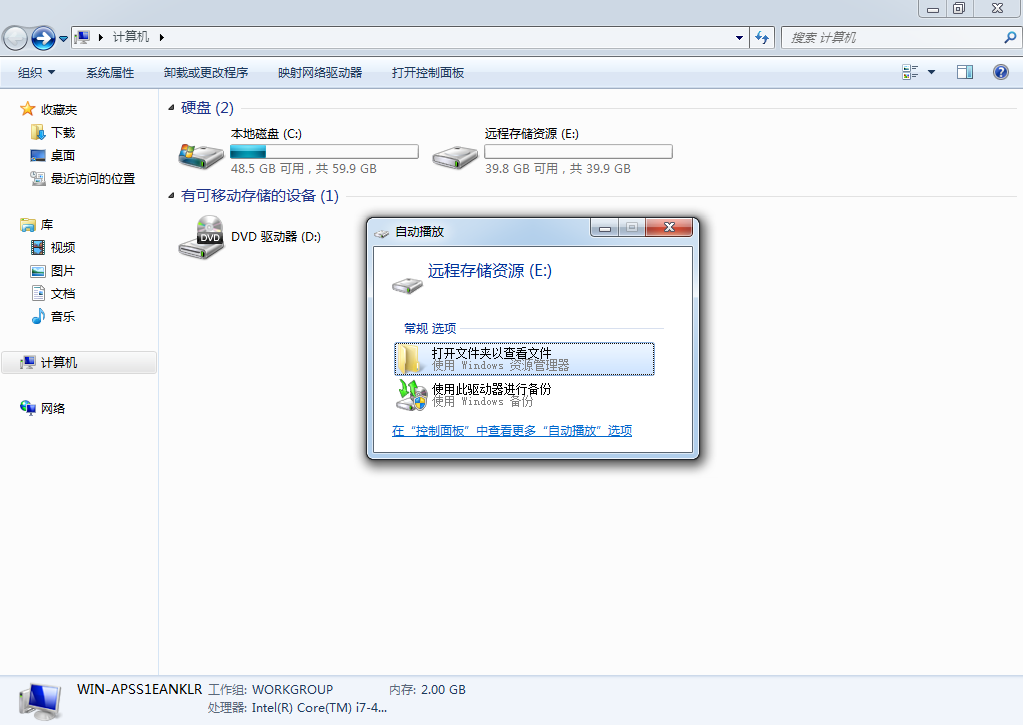 计算机
搜索 计算机
组织 系统属性 卸载或更改程序 映射网络驱动器 打开控制面板
收藏夹
下载
桌面
最近访问的位置
库
视频
图片
文档
音乐
计算机
网络
硬盘 (2)
本地磁盘 (C:)
48.5 GB 可用，共 59.9 GB
远程存储资源 (E:)
39.8 GB 可用，共 39.9 GB
有可移动存储的设备 (1)
DVD
DVD 驱动器 (D:)
自动播放
远程存储资源 (E:)
常规 选项
打开文件夹以查看文件
使用 Windows 资源管理器
使用此驱动器进行备份
使用 Windows 备份
在“控制面板”中查看更多“自动播放”选项
WIN-APSS1EANKLR 工作组: WORKGROUP 内存: 2.00 GB
处理器: Intel(R) Core(TM) i7-4...